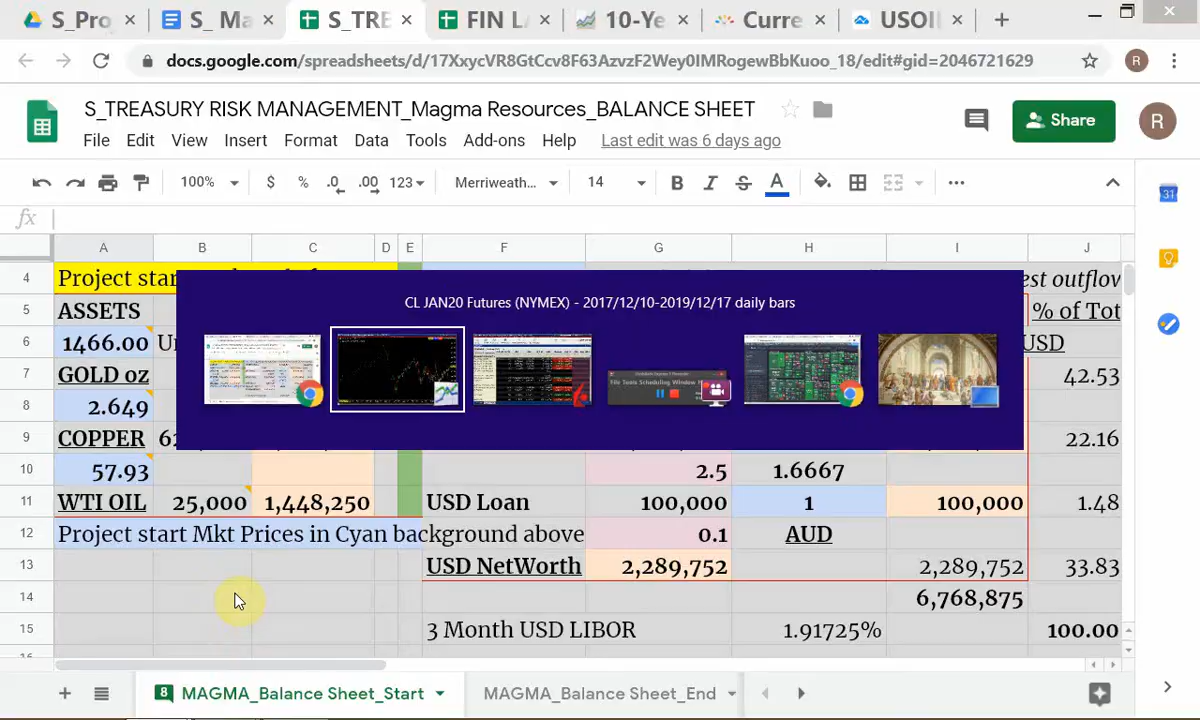 S_Pro
S_ Ma
S_TRE
FIN LA
10-Ye
Curre
USOI
docs.google.com/spreadsheets/d/17XxycVR8GtCcv8F63AzvzF2Wey0IMRogewBbKuoo_18/edit#gid=2046721629
R
S_TREASURY RISK MANAGEMENT_Magma Resources_BALANCE SHEET
Share
R
File Edit View Insert Format Data Tools Add-ons Help Last edit was 6 days ago
100% $ % .0 .00 123 Merriweath... 14 B I S A
31
fx
A B C D E F G H I J
4 Project star est outflow
5 ASSETS % of Tot
CL JAN20 Futures (NYMEX) - 2017/12/10-2019/12/17 daily bars
6 1466.00 USD
7 GOLD oz 42.53
8 2.649
9 COPPER 22.16
10 57.93 2.5 1.6667
11 WTI OIL 25,000 1,448,250 USD Loan 100,000 1 100,000 1.48
12 Project start Mkt Prices in Cyan background above 0.1 AUD
13 USD NetWorth 2,289,752 2,289,752 33.83
14 6,768,875
15 3 Month USD LIBOR 1.91725% 100.00
8 MAGMA_Balance Sheet_Start MAGMA_Balance Sheet_End